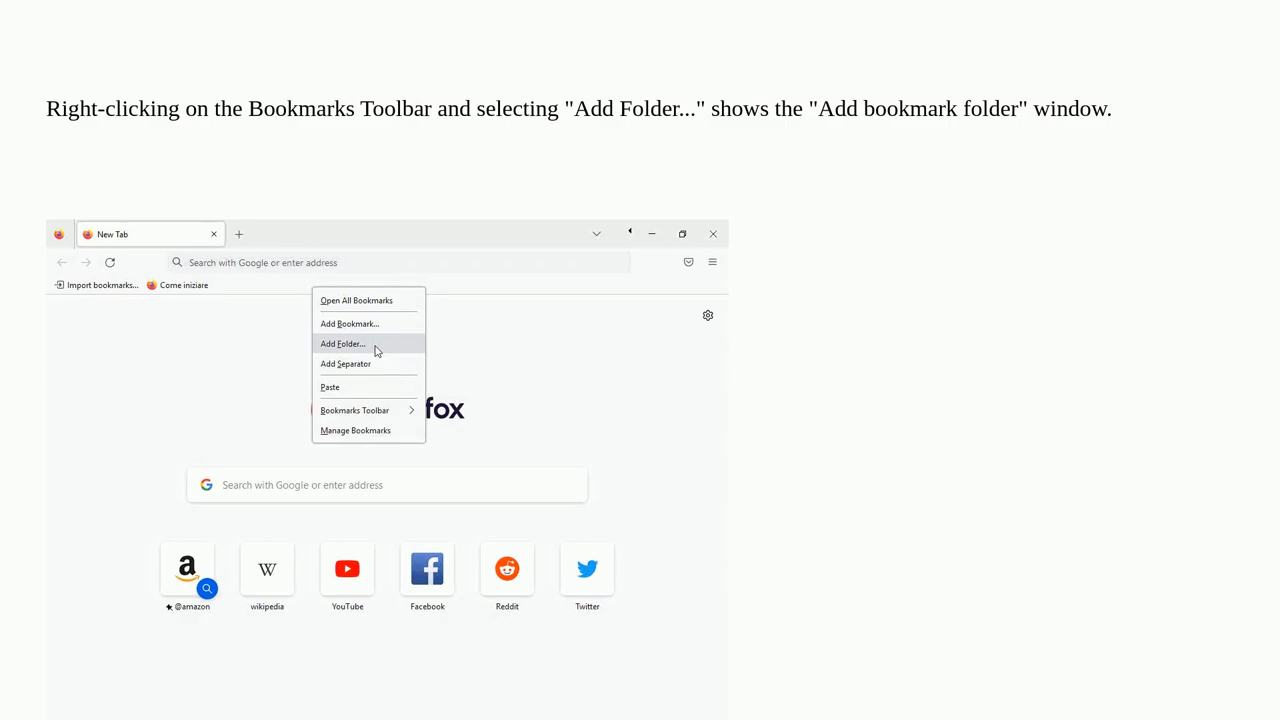 Right-clicking on the Bookmarks Toolbar and selecting "Add Folder..." shows the "Add bookmark folder" window.
New Tab
Search with Google or enter address
Import bookmarks... Come iniziare
Open All Bookmarks
Add Bookmark...
Add Folder...
Add Separator
Paste
Bookmarks Toolbar
Manage Bookmarks
fox
Search with Google or enter address
@amazon wikipedia YouTube Facebook Reddit Twitter